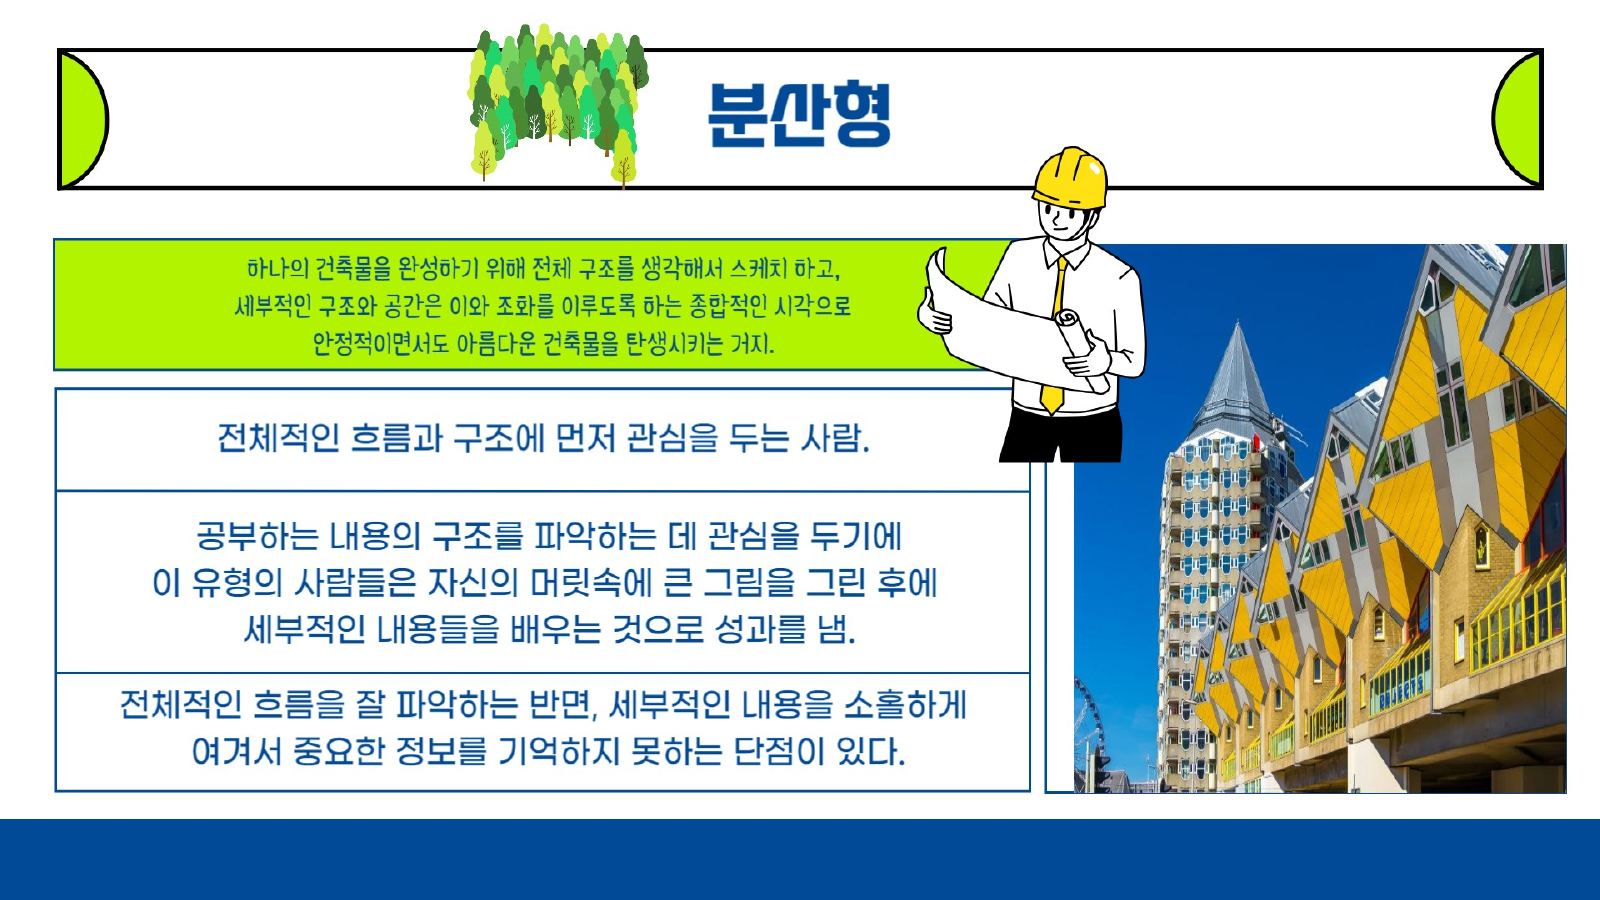 분산형
하나의 건축물을 완성하기 위해 전체 구조를 생각해서 스케치 하고,
세부적인 구조와 공간은 이와 조화를 이루도록 하는 종합적인 시각으로
안정적이면서도 아름다운 건축물을 탄생시키는 거지.
전체적인 흐름과 구조에 먼저 관심을 두는 사람.
공부하는 내용의 구조를 파악하는 데 관심을 두기에
이 유형의 사람들은 자신의 머릿속에 큰 그림을 그린 후에
세부적인 내용들을 배우는 것으로 성과를 냄.
전체적인 흐름을 잘 파악하는 반면, 세부적인 내용을 소홀하게
여겨서 중요한 정보를 기억하지 못하는 단점이 있다.